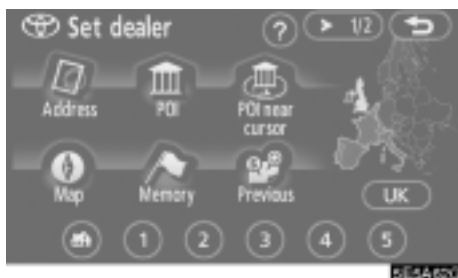 Set dealer
? 1/2
Address POI POI near
cursor
Map Memory Previous UK
1 2 3 4 5